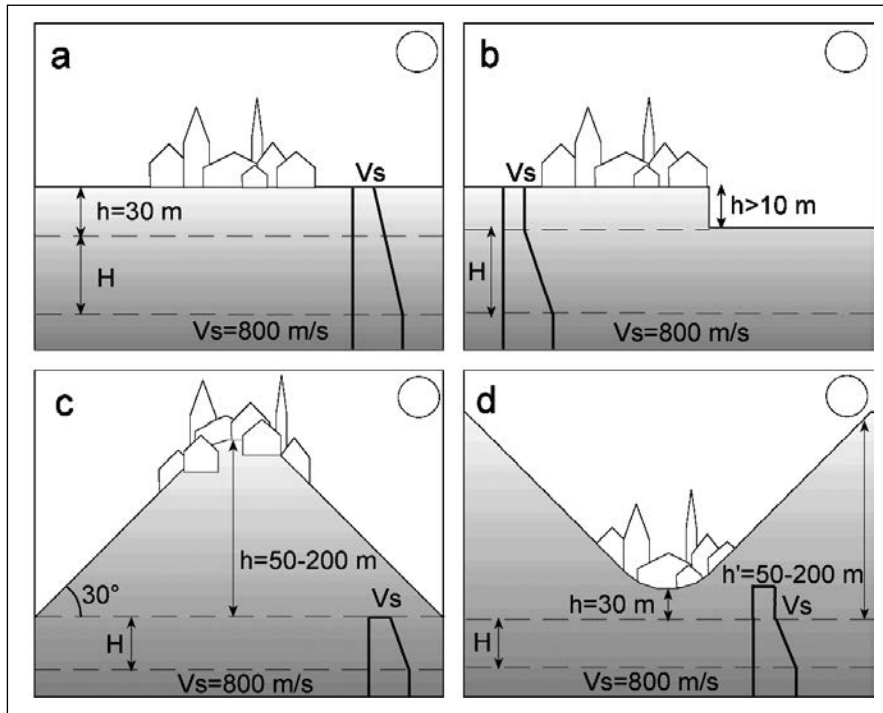 a
Vs
h=30 m
H
Vs=800 m/s
b
Vs
h>10 m
H
Vs=800 m/s
c
h=50-200 m
30°
Vs
H
Vs=800 m/s
d
h'=50-200 m
h=30 m
Vs
H
Vs=800 m/s